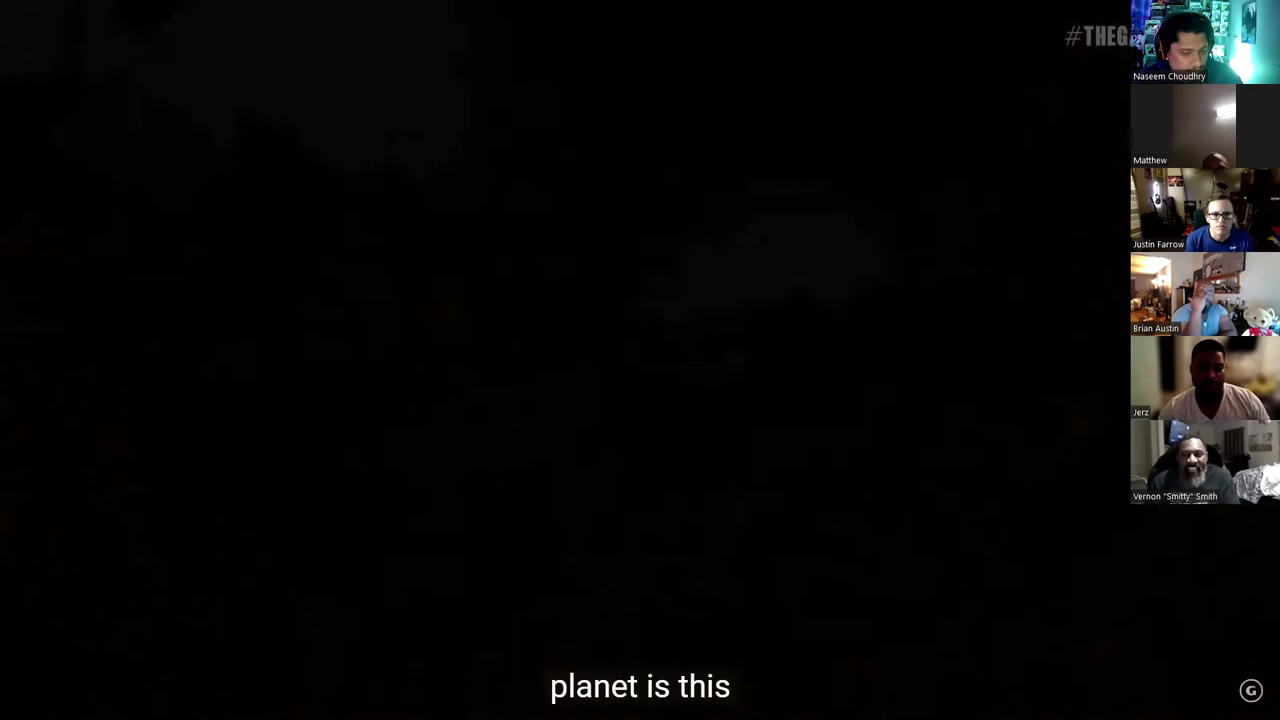 #THEG
Naseem Choudhry
Matthew
Justin Farrow
Brian Austin
Jerz
Vernon "Smitty" Smith
planet is this
G